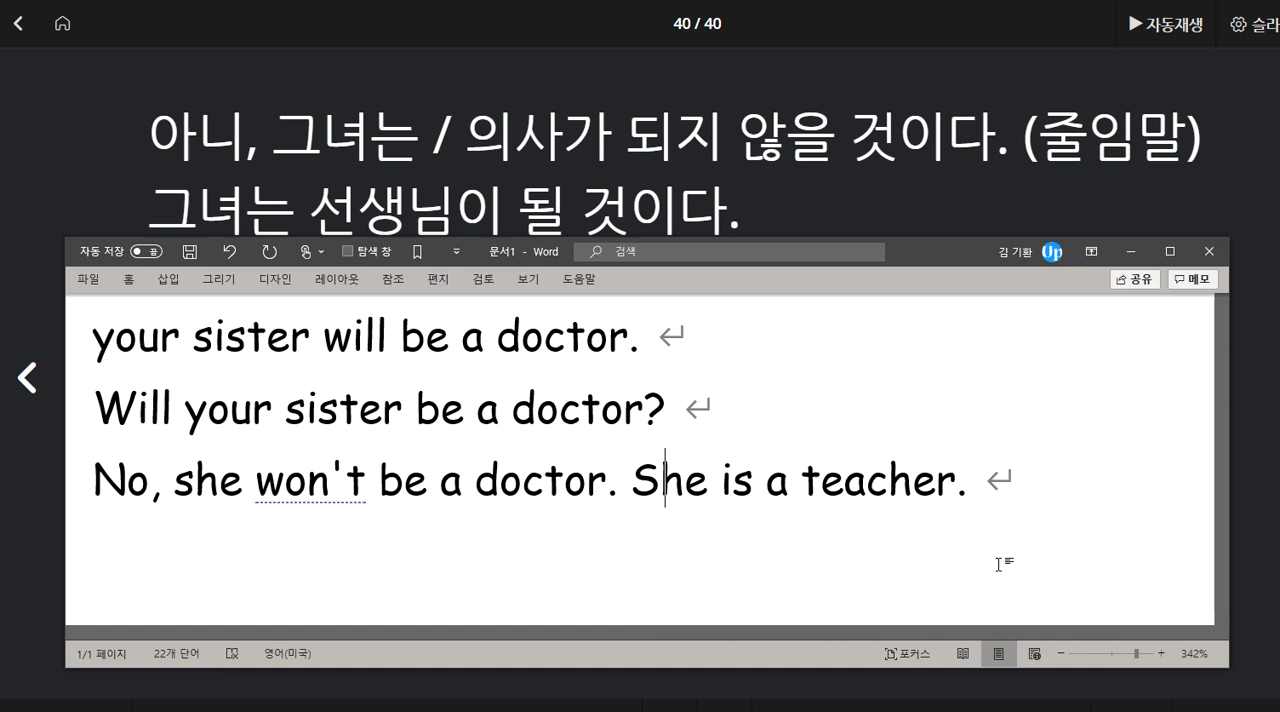 40 / 40
▶ 자동재생
슬라
아니, 그녀는 / 의사가 되지 않을 것이다. (줄임말)
그녀는 선생님이 될 것이다.
자동 저장 끔 탐색 창 문서1 - Word 검색 김 기환 Up
파일 홈 삽입 그리기 디자인 레이아웃 참조 편지 검토 보기 도움말 공유 메모
your sister will be a doctor.
Will your sister be a doctor?
No, she won't be a doctor. She is a teacher.
1/1 페이지 22개 단어 영어(미국) 포커스 342%